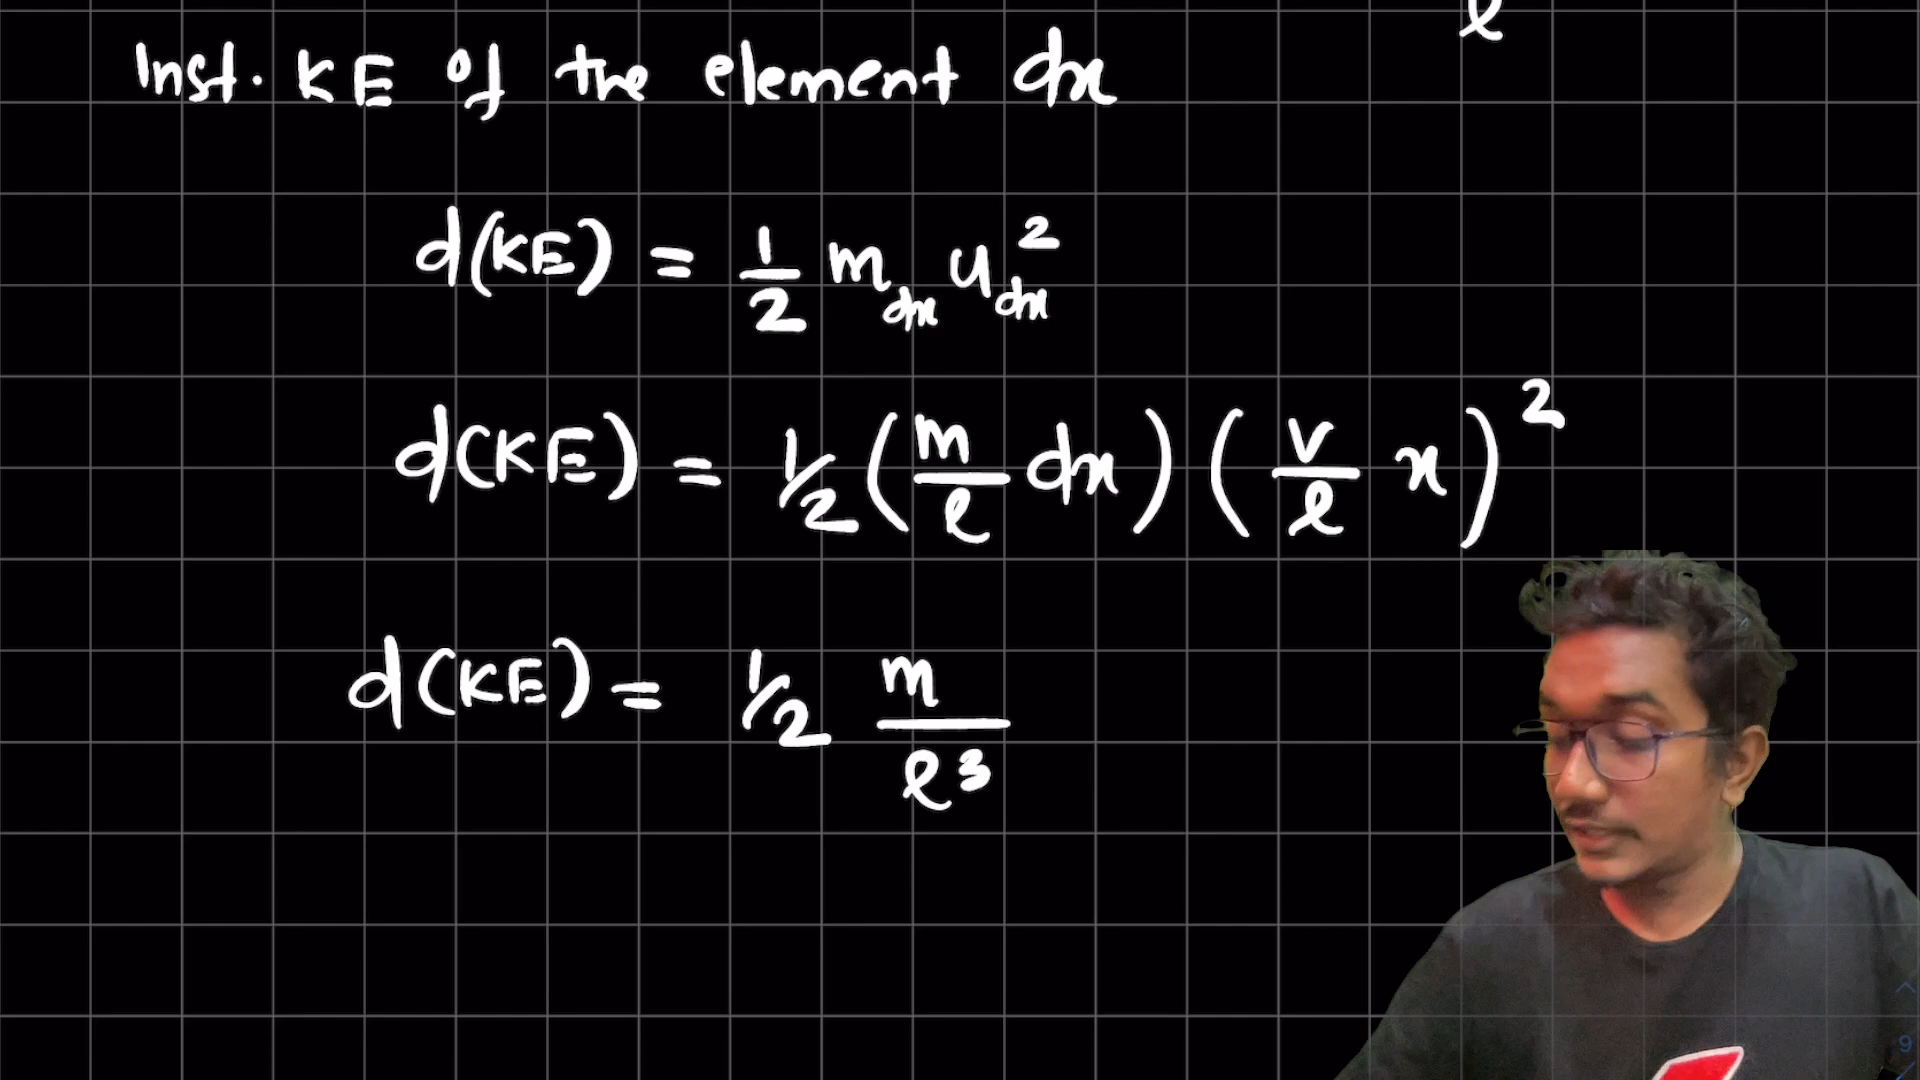 l
Inst. KE of the element dx
d(KE) = 1/2 m_dx u_dx^2
d(KE) = 1/2 (m/l dx) (v/l x)^2
d(KE) = 1/2 m/l^3
9